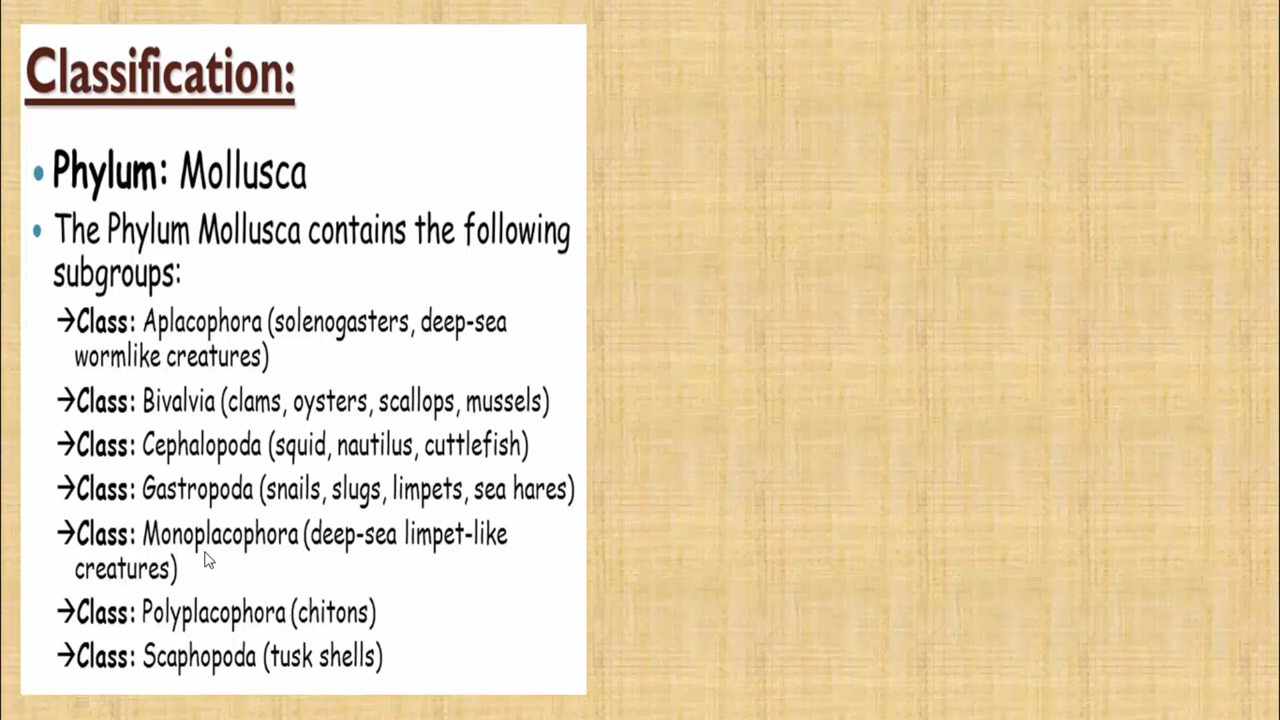 Classification:
• Phylum: Mollusca
• The Phylum Mollusca contains the following
subgroups:
→Class: Aplacophora (solenogasters, deep-sea
wormlike creatures)
→Class: Bivalvia (clams, oysters, scallops, mussels)
→Class: Cephalopoda (squid, nautilus, cuttlefish)
→Class: Gastropoda (snails, slugs, limpets, sea hares)
→Class: Monoplacophora (deep-sea limpet-like
creatures)
→Class: Polyplacophora (chitons)
→Class: Scaphopoda (tusk shells)